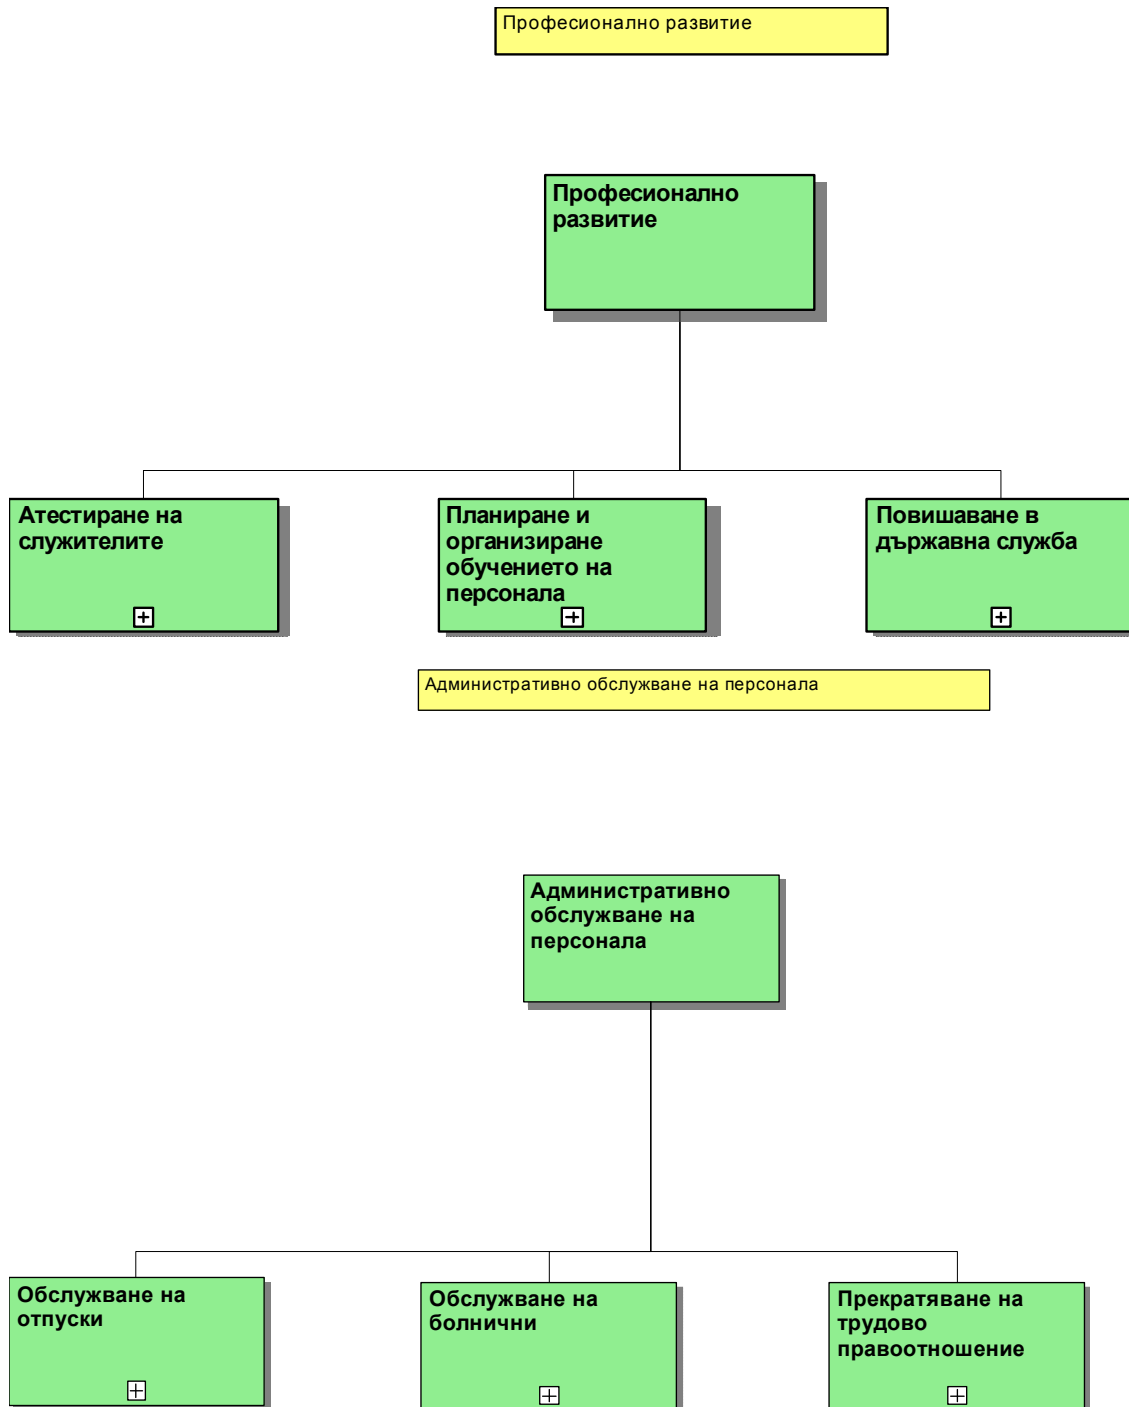 Професионално развитие
Професионално
развитие
Атестиране на
служителите
Планиране и
организиране
обучението на
персонала
Повишаване в
държавна служба
Административно обслужване на персонала
Административно
обслужване на
персонала
Обслужване на
отпуски
Обслужване на
болнични
Прекратяване на
трудово
правоотношение